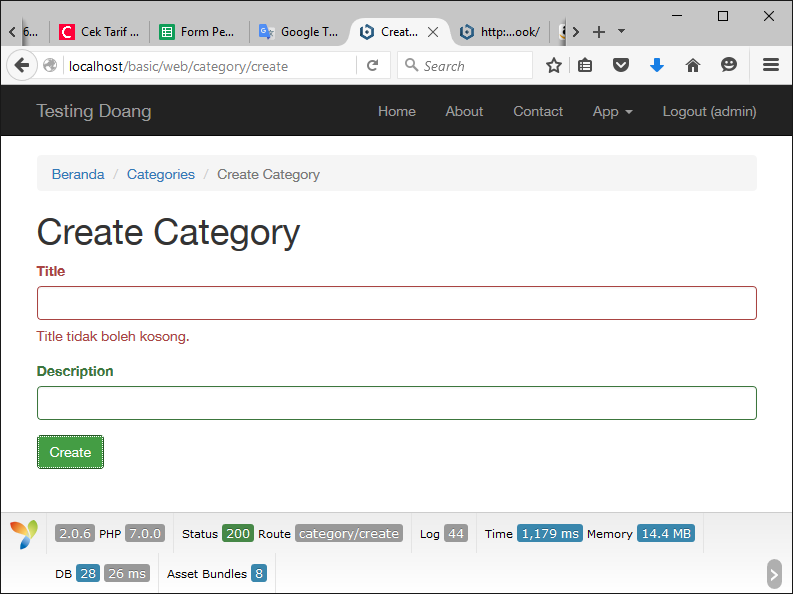 6... Cek Tarif ... Form Pe... Google T... Creat... http:...ook/
localhost/basic/web/category/create Search
Testing Doang Home About Contact App Logout (admin)
Beranda / Categories / Create Category
Create Category
Title
Title tidak boleh kosong.
Description
Create
2.0.6 PHP 7.0.0 Status 200 Route category/create Log 44 Time 1,179 ms Memory 14.4 MB
DB 28 26 ms Asset Bundles 8